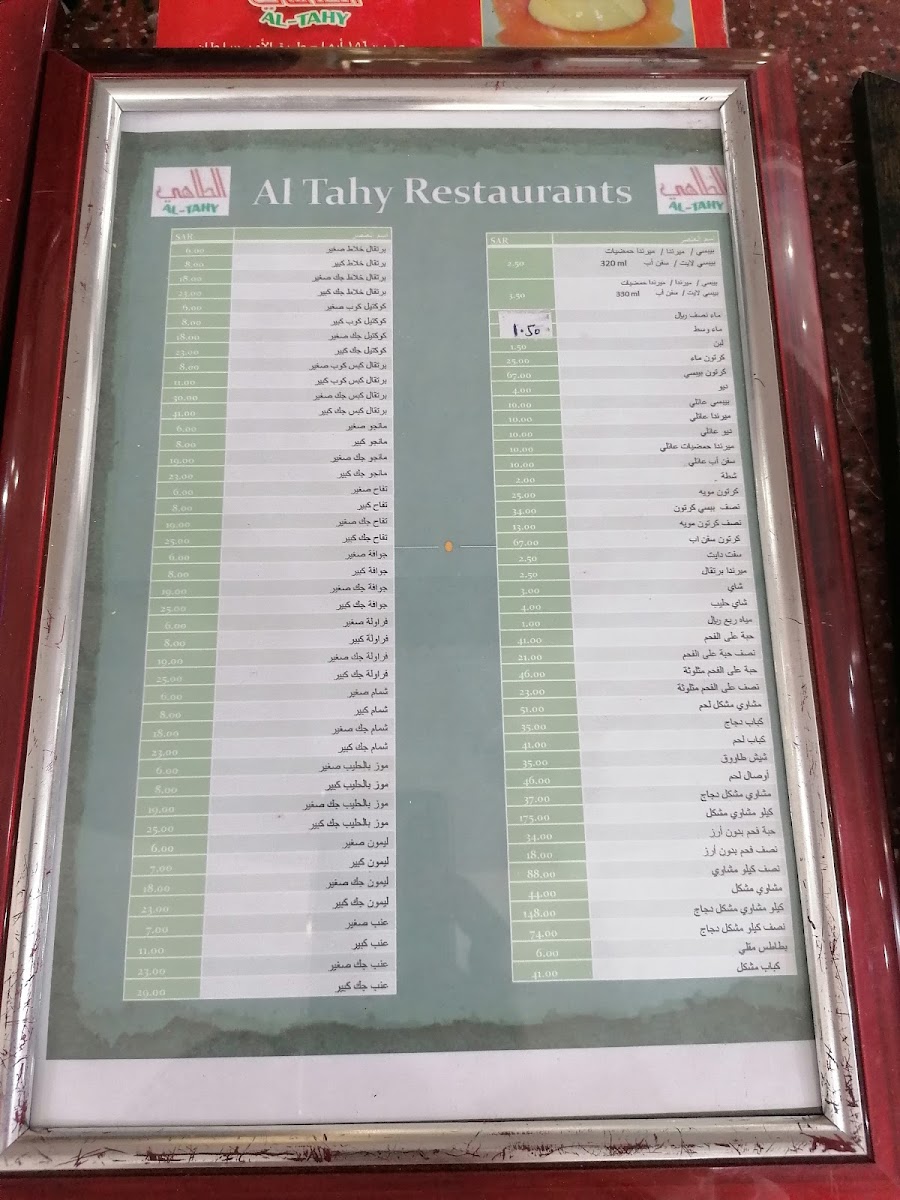 AL-TAHY
الطاهي
AL-TAHY
Al Tahy Restaurants
الطاهي
AL-TAHY
SAR اسم العنصر
6.00 برتقال خلاط صغير
8.00 برتقال خلاط كبير
18.00 برتقال خلاط جك صغير
23.00 برتقال خلاط جك كبير
6.00 كوكتيل كوب صغير
8.00 كوكتيل كوب كبير
18.00 كوكتيل جك صغير
23.00 كوكتيل جك كبير
8.00 برتقال كبس كوب صغير
11.00 برتقال كبس كوب كبير
30.00 برتقال كبس جك صغير
41.00 برتقال كبس جك كبير
6.00 مانجو صغير
8.00 مانجو كبير
19.00 مانجو جك صغير
23.00 مانجو جك كبير
6.00 تفاح صغير
8.00 تفاح كبير
19.00 تفاح جك صغير
25.00 تفاح جك كبير
6.00 جوافة صغير
8.00 جوافة كبير
19.00 جوافة جك صغير
25.00 جوافة جك كبير
6.00 فراولة صغير
8.00 فراولة كبير
19.00 فراولة جك صغير
25.00 فراولة جك كبير
6.00 شمام صغير
8.00 شمام كبير
18.00 شمام جك صغير
23.00 شمام جك كبير
6.00 موز بالحليب صغير
8.00 موز بالحليب كبير
19.00 موز بالحليب جك صغير
25.00 موز بالحليب جك كبير
6.00 ليمون صغير
7.00 ليمون كبير
18.00 ليمون جك صغير
23.00 ليمون جك كبير
7.00 عنب صغير
11.00 عنب كبير
23.00 عنب جك صغير
29.00 عنب جك كبير
SAR اسم العنصر
بيبسي / ميرندا / ميرندا حمضيات
2.50 بيبسي لايت / سفن أب 320 ml
بيبسي / ميرندا / ميرندا حمضيات
3.50 بيبسي لايت / سفن أب 330 ml
ماء نصف ريال
1.50 ماء وسط
1.50 لبن
25.00 كرتون ماء
67.00 كرتون بيبسي
4.00 ديو
10.00 بيبسي عائلي
10.00 ميرندا عائلي
10.00 ديو عائلي
10.00 ميرندا حمضيات عائلي
10.00 سفن أب عائلي
2.00 شطة
25.00 كرتون مويه
34.00 نصف بيبسي كرتون
13.00 نصف كرتون مويه
67.00 كرتون سفن اب
2.50 سفت دايت
2.50 ميرندا برتقال
3.00 شاي
4.00 شاي حليب
1.00 مياه ربع ريال
41.00 حبة على الفحم
21.00 نصف حبة على الفحم
46.00 حبة على الفحم مثلوثة
23.00 نصف على الفحم مثلوثة
51.00 مشاوي مشكل لحم
35.00 كباب دجاج
41.00 كباب لحم
35.00 شيش طاووق
46.00 أوصال لحم
37.00 مشاوي مشكل دجاج
175.00 كيلو مشاوي مشكل
34.00 حبة فحم بدون أرز
18.00 نصف فحم بدون أرز
88.00 نصف كيلو مشاوي
44.00 مشاوي مشكل
148.00 كيلو مشاوي مشكل دجاج
74.00 نصف كيلو مشكل دجاج
6.00 بطاطس مقلي
41.00 كباب مشكل